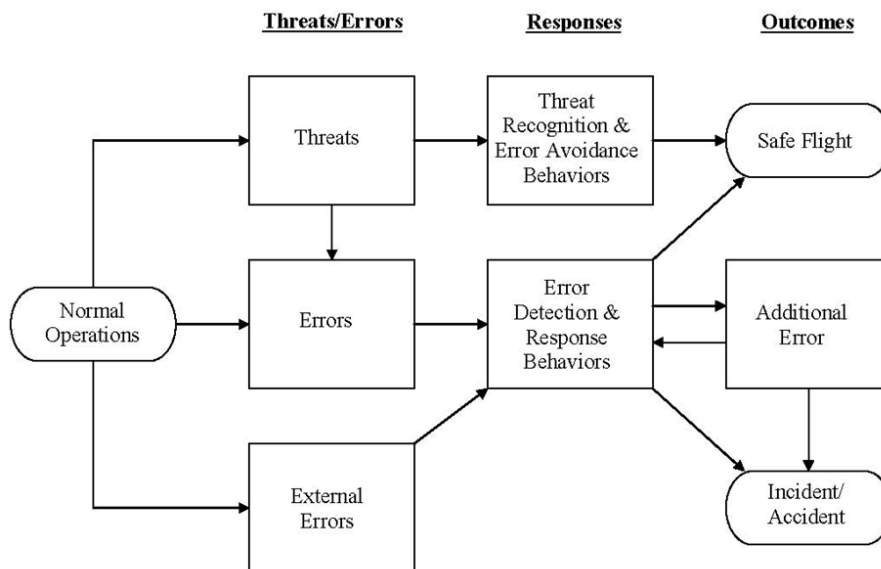 Threats/Errors
Responses
Outcomes
Threats
Threat
Recognition &
Error Avoidance
Behaviors
Safe Flight
Normal
Operations
Errors
Error
Detection &
Response
Behaviors
Additional
Error
External
Errors
Incident/
Accident